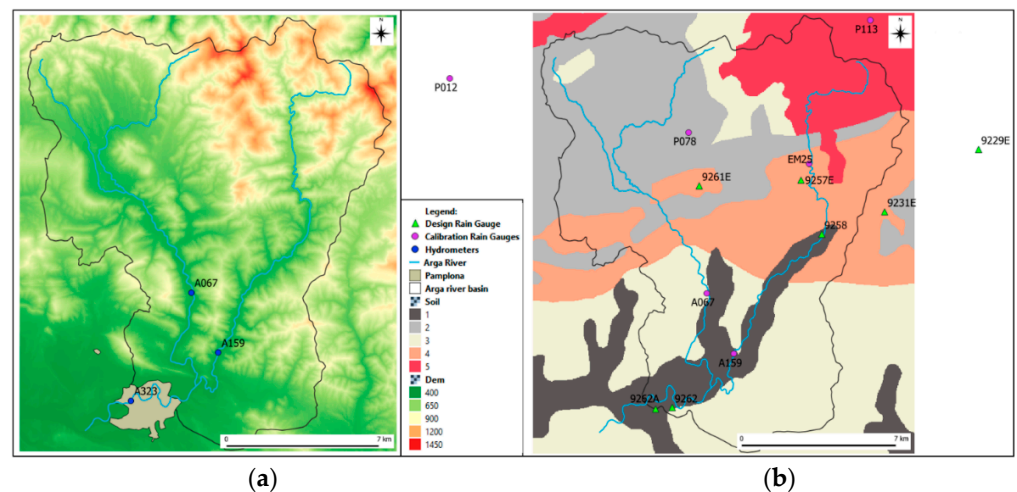 N
P012
A067
A159
A323
0 7 km
Legend:
Design Rain Gauge
Calibration Rain Gauges
Hydrometers
Arga River
Pamplona
Arga river basin
Soil
1
2
3
4
5
Dem
400
650
900
1200
1450
N
P113
P078
9229E
EM25
9261E
9257E
9231E
9258
A067
A159
9262A 9262
0 7 km
(a) (b)